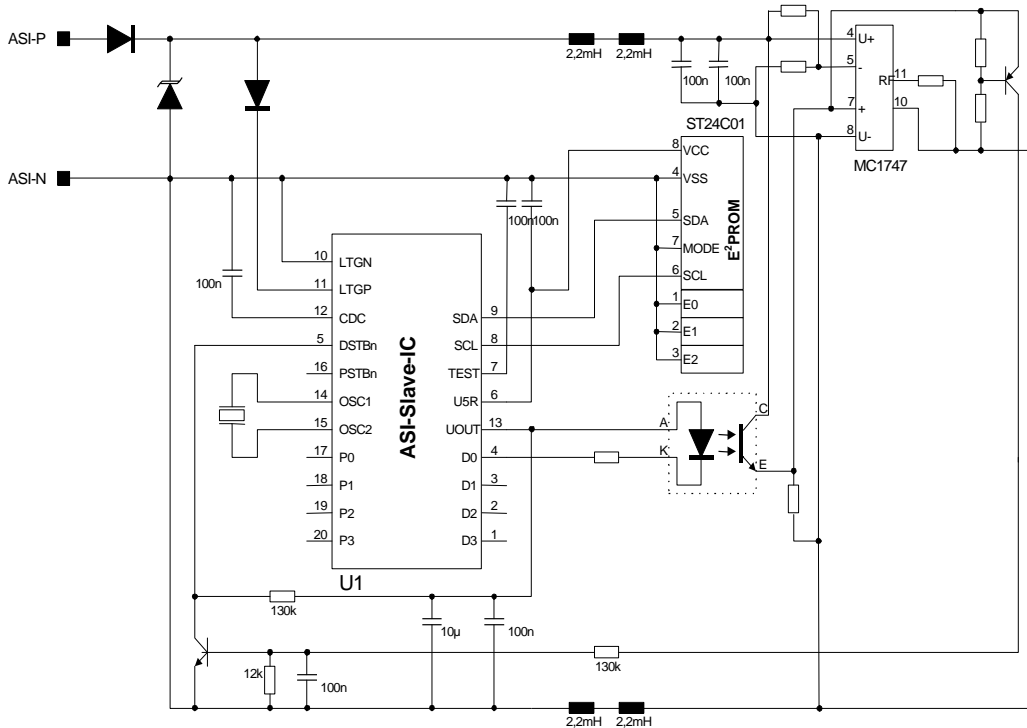 ASI-P
2,2mH 2,2mH
100n 100n
4 U+
5 -
RF 11
7 +
10
8 U-
MC1747
ST24C01
8 VCC
4 VSS
5 SDA
7 MODE
6 SCL
1 E0
2 E1
3 E2
E²PROM
ASI-N
100n
100n 100n
10 LTGN
11 LTGP
12 CDC
5 DSTBn
16 PSTBn
14 OSC1
15 OSC2
17 P0
18 P1
19 P2
20 P3
SDA 9
SCL 8
TEST 7
U5R 6
UOUT 13
D0 4
D1 3
D2 2
D3 1
ASI-Slave-IC
U1
A
K
C
E
130k
10µ
100n
12k
100n
130k
2,2mH 2,2mH